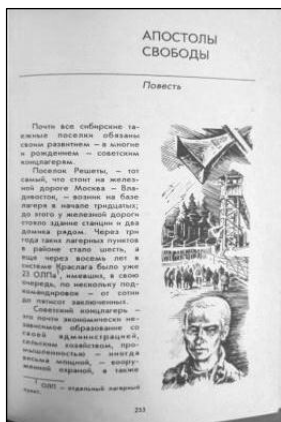 АПОСТОЛЫ
СВОБОДЫ
Повесть
Почти все сибирские та-
ежные поселки обязаны
своим развитием – а многие
и рождением – советским
концлагерям.
Поселок Решеты, – тот
самый, что стоит на желез-
ной дороге Москва – Вла-
дивосток, – возник на базе
лагеря в начале тридцатых;
до этого у железной дороги
стояло здание станции и два
домика рядом. Через три
года таких лагерных пунктов
в районе стало шесть, а
еще через восемь лет в
системе Краслага было уже
23 ОЛПа¹, имевших, в свою
очередь, по нескольку под-
командировок – от сотни
до пятисот заключенных.
Советский концлагерь –
это почти экономически не-
зависимое образование со
своей администрацией,
сельским хозяйством, про-
мышленностью – иногда
весьма мощной, – воору-
женной охраной, а также
¹ ОЛП – отдельный лагерный
пункт.
253